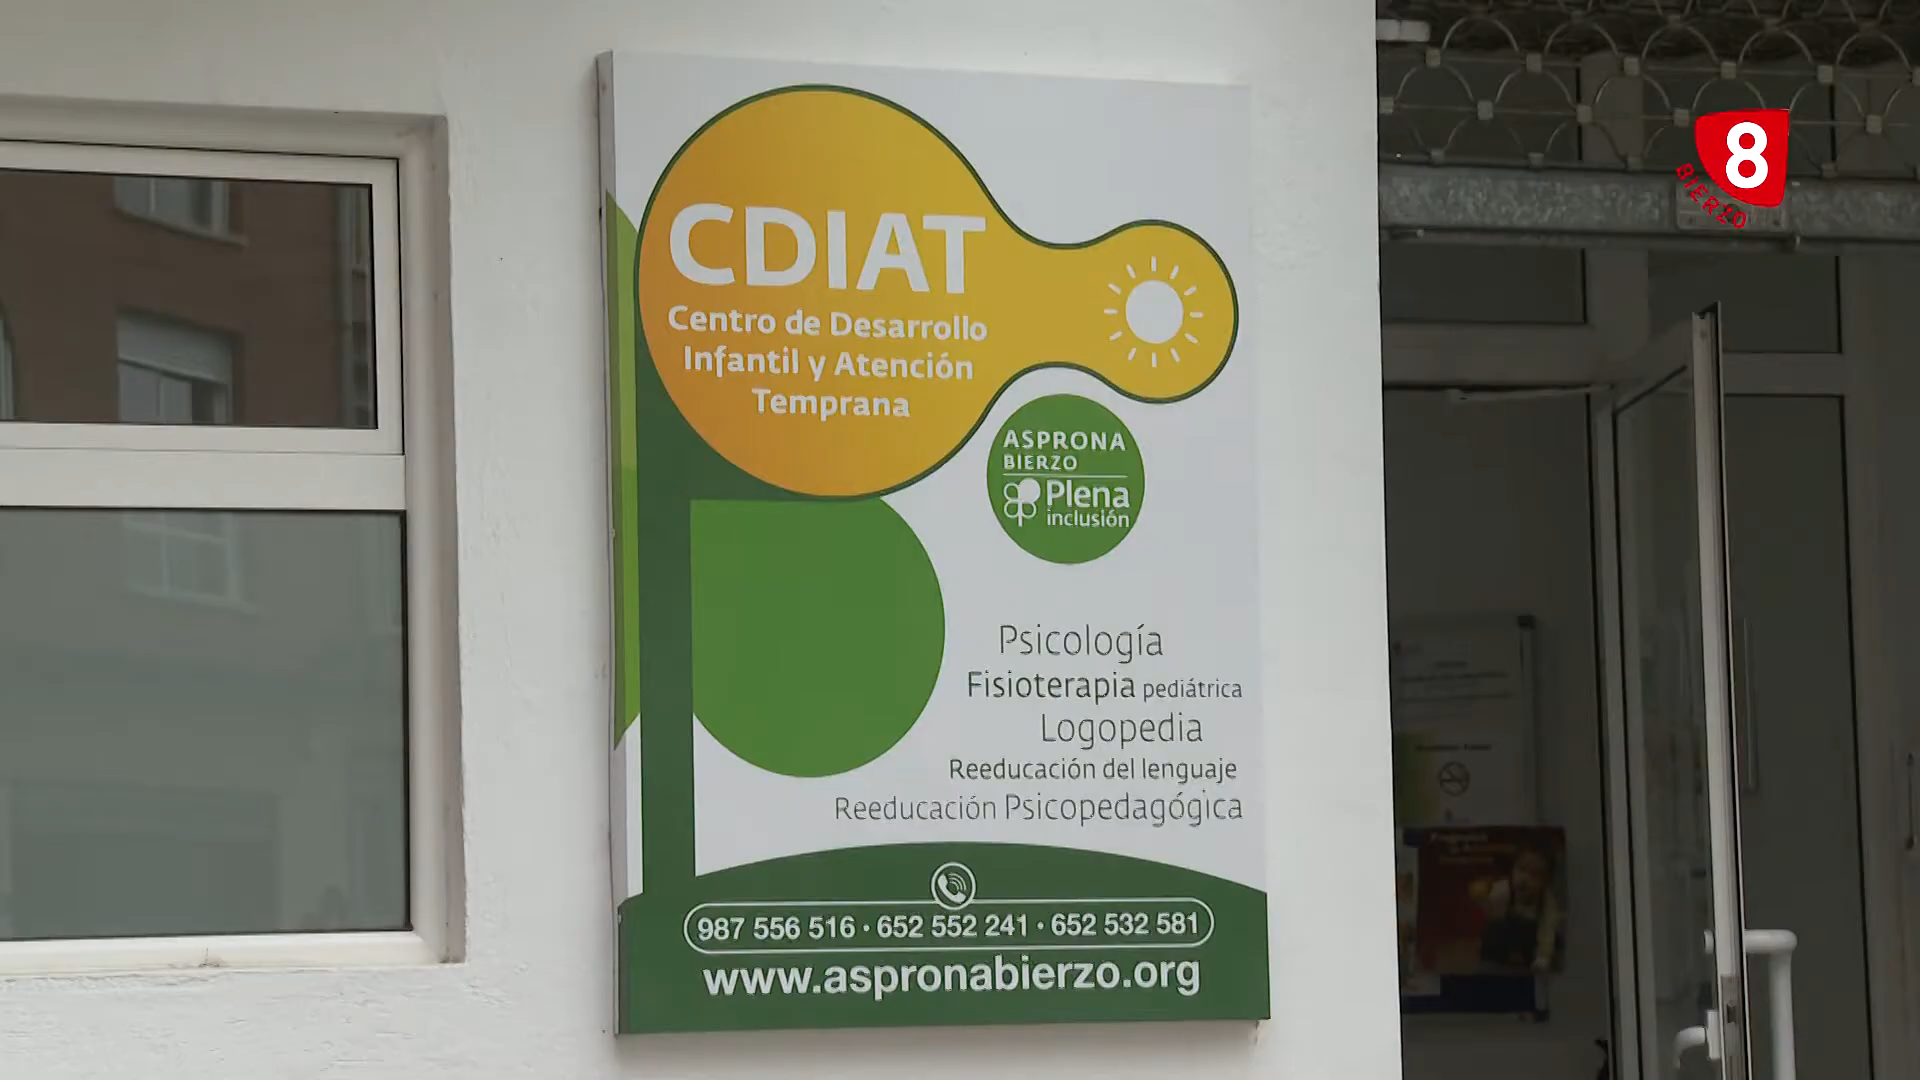 8
BIERZO
CDIAT
Centro de Desarrollo
Infantil y Atención
Temprana
ASPRONA
BIERZO
Plena
inclusión
Psicología
Fisioterapia pediátrica
Logopedia
Reeducación del lenguaje
Reeducación Psicopedagógica
987 556 516 · 652 552 241 · 652 532 581
www.aspronabierzo.org